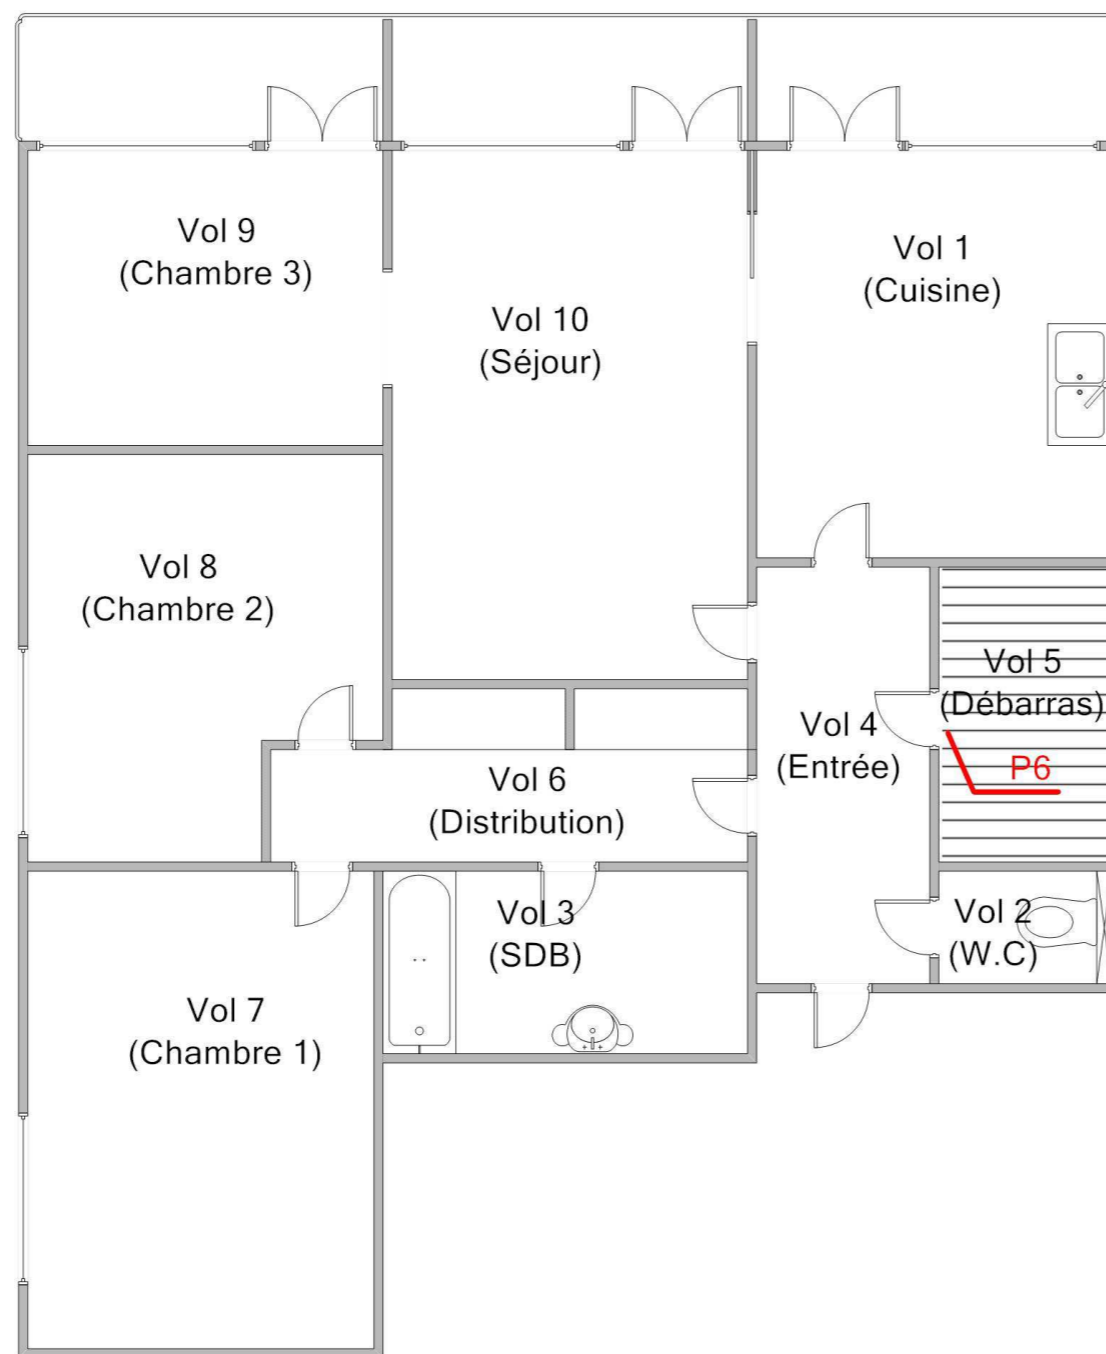 Vol 9
(Chambre 3)
Vol 1
(Cuisine)
Vol 10
(Séjour)
Vol 8
(Chambre 2)
Vol 5
(Débarras)
Vol 4
(Entrée)
P6
Vol 6
(Distribution)
Vol 3
(SDB)
Vol 2
(W.C)
Vol 7
(Chambre 1)